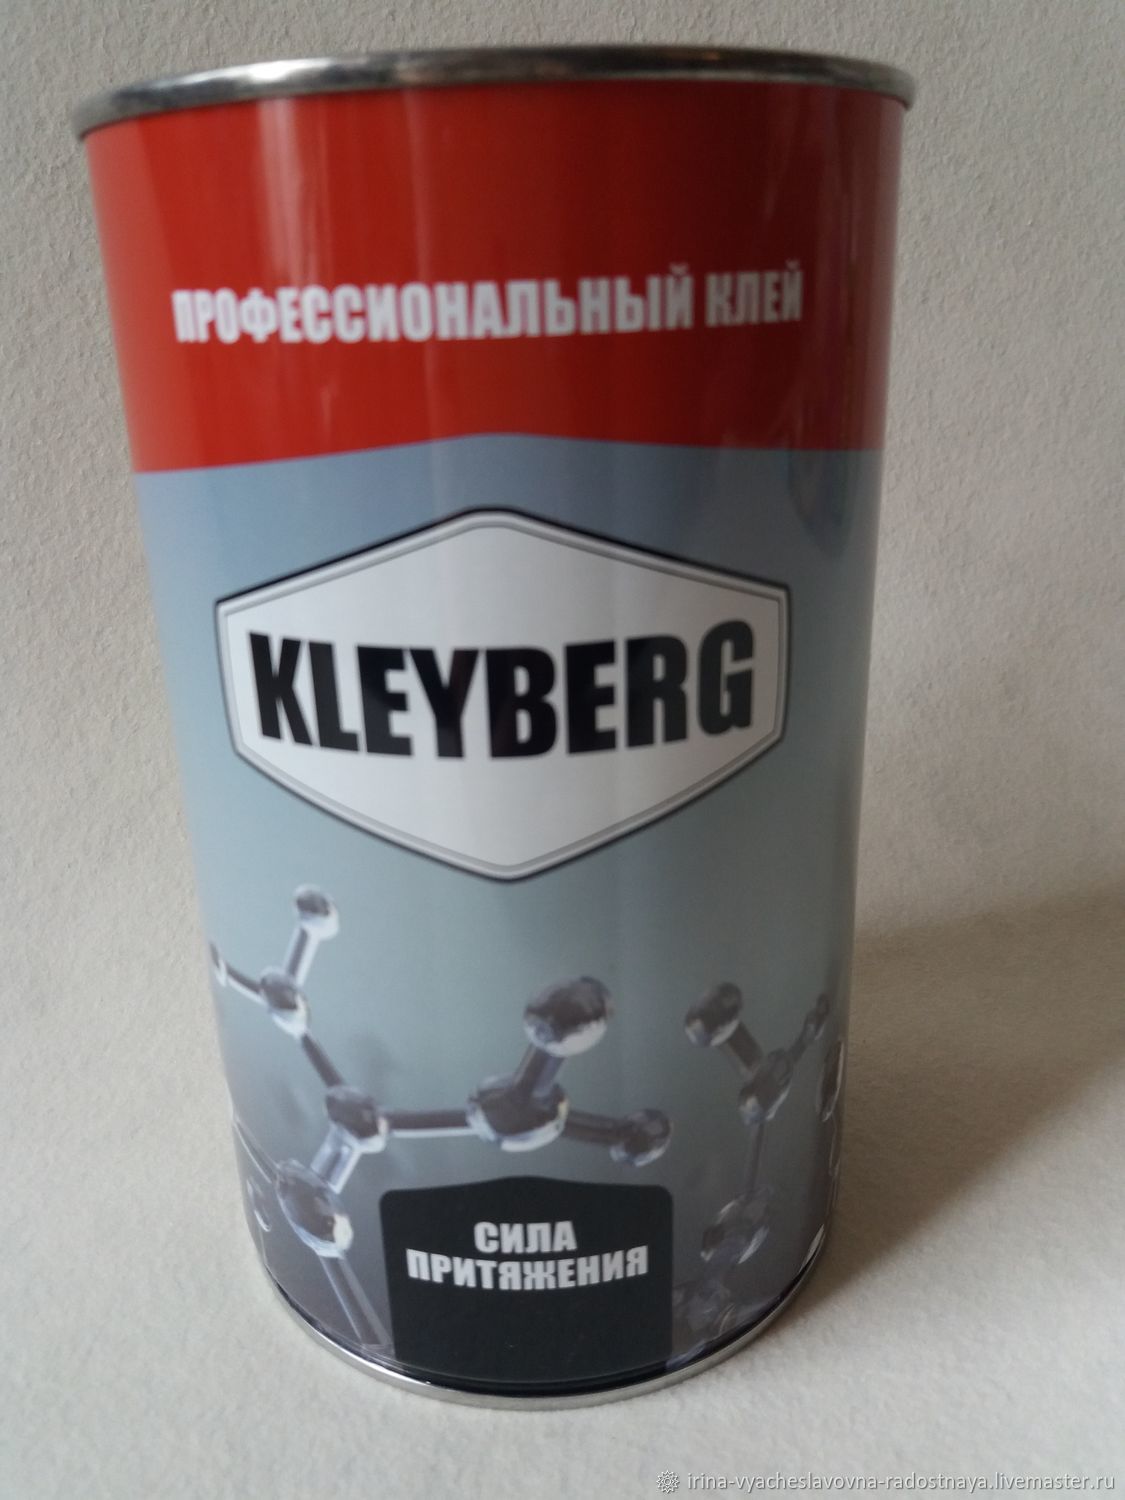 ПРОФЕССИОНАЛЬНЫЙ КЛЕЙ
KLEYBERG
СИЛА
ПРИТЯЖЕНИЯ
irina-vyacheslavovna-radostnaya.livemaster.ru